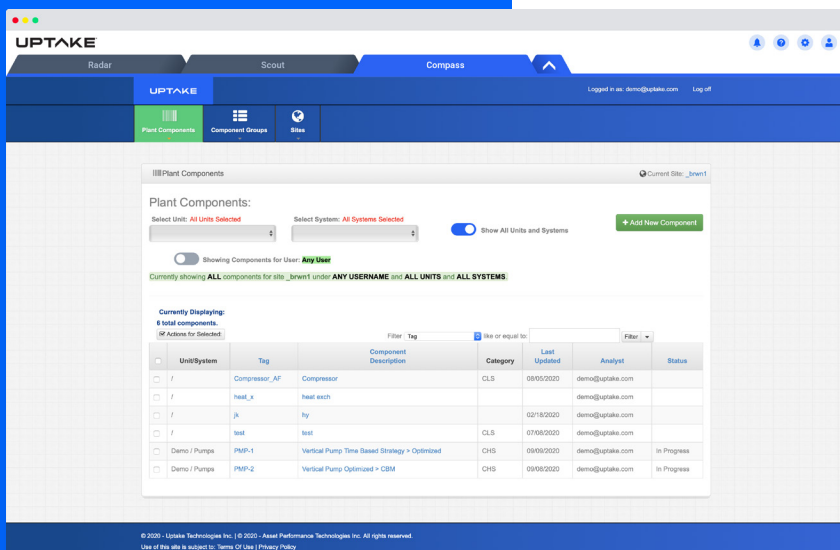 UPTAKE
Radar
Scout
Compass
UPTAKE
Logged in as: demo@uptake.com Log off
Plant Components
Component Groups
Sites
Plant Components
Current Site: _brwn1
Plant Components:
Select Unit: All Units Selected
Select System: All Systems Selected
Show All Units and Systems
+ Add New Component
Showing Components for User: Any User
Currently showing ALL components for site _brwn1 under ANY USERNAME and ALL UNITS and ALL SYSTEMS.
Currently Displaying:
6 total components.
Actions for Selected:
Filter Tag like or equal to: Filter
Unit/System Tag Component Description Category Last Updated Analyst Status
/ Compressor_AF Compressor CLS 08/05/2020 demo@uptake.com
/ heat_x heat exch demo@uptake.com
/ jk hy 02/18/2020 demo@uptake.com
/ test test CLS 07/08/2020 demo@uptake.com
Demo / Pumps PMP-1 Vertical Pump Time Based Strategy > Optimized CHS 09/09/2020 demo@uptake.com In Progress
Demo / Pumps PMP-2 Vertical Pump Optimized > CBM CHS 09/08/2020 demo@uptake.com In Progress
© 2020 - Uptake Technologies Inc. | © 2020 - Asset Performance Technologies Inc. All rights reserved.
Use of this site is subject to: Terms Of Use | Privacy Policy